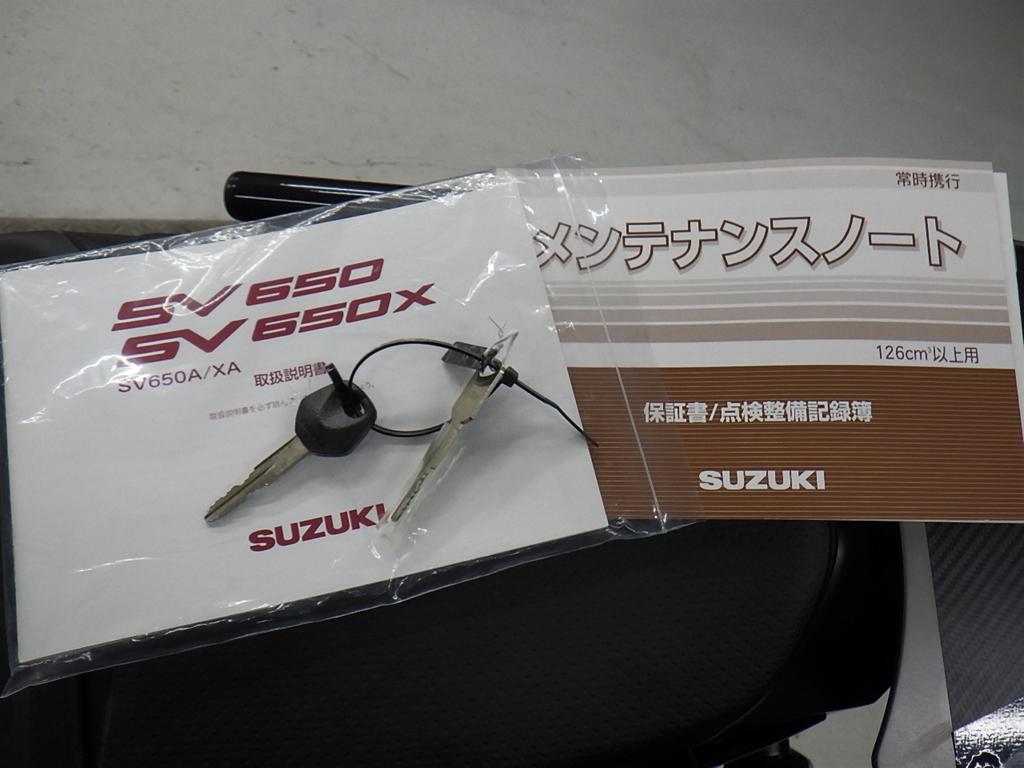 SV650
SV650X
SV650A/XA 取扱説明書
SUZUKI
常時携行
メンテナンスノート
126cm³以上用
保証書/点検整備記録簿
SUZUKI